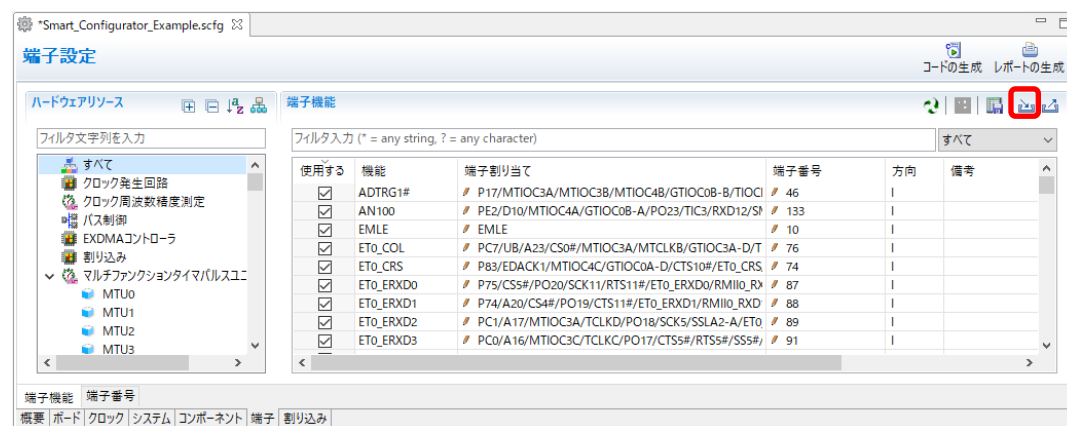 *Smart_Configurator_Example.scfg
端子設定
コードの生成 レポートの生成
ハードウェアリソース
端子機能
フィルタ文字列を入力
フィルタ入力 (* = any string, ? = any character)
すべて
すべて
クロック発生回路
クロック周波数精度測定
バス制御
EXDMAコントローラ
割り込み
マルチファンクションタイマパルスユニ
MTU0
MTU1
MTU2
MTU3
使用する 機能 端子割り当て 端子番号 方向 備考
ADTRG1# P17/MTIOC3A/MTIOC3B/MTIOC4B/GTIOC0B-B/TIOCI 46 I
AN100 PE2/D10/MTIOC4A/GTIOC0B-A/PO23/TIC3/RXD12/SM 133 I
EMLE EMLE 10 I
ET0_COL PC7/UB/A23/CS0#/MTIOC3A/MTCLKB/GTIOC3A-D/T 76 I
ET0_CRS P83/EDACK1/MTIOC4C/GTIOC0A-D/CTS10#/ET0_CRS, 74 I
ET0_ERXD0 P75/CS5#/PO20/SCK11/RTS11#/ET0_ERXD0/RMII0_RX 87 I
ET0_ERXD1 P74/A20/CS4#/PO19/CTS11#/ET0_ERXD1/RMII0_RXD 88 I
ET0_ERXD2 PC1/A17/MTIOC3A/TCLKD/PO18/SCK5/SSLA2-A/ET0_ 89 I
ET0_ERXD3 PC0/A16/MTIOC3C/TCLKC/PO17/CTS5#/RTS5#/SS5#/ 91 I
端子機能 端子番号
概要 ボード クロック システム コンポーネント 端子 割り込み